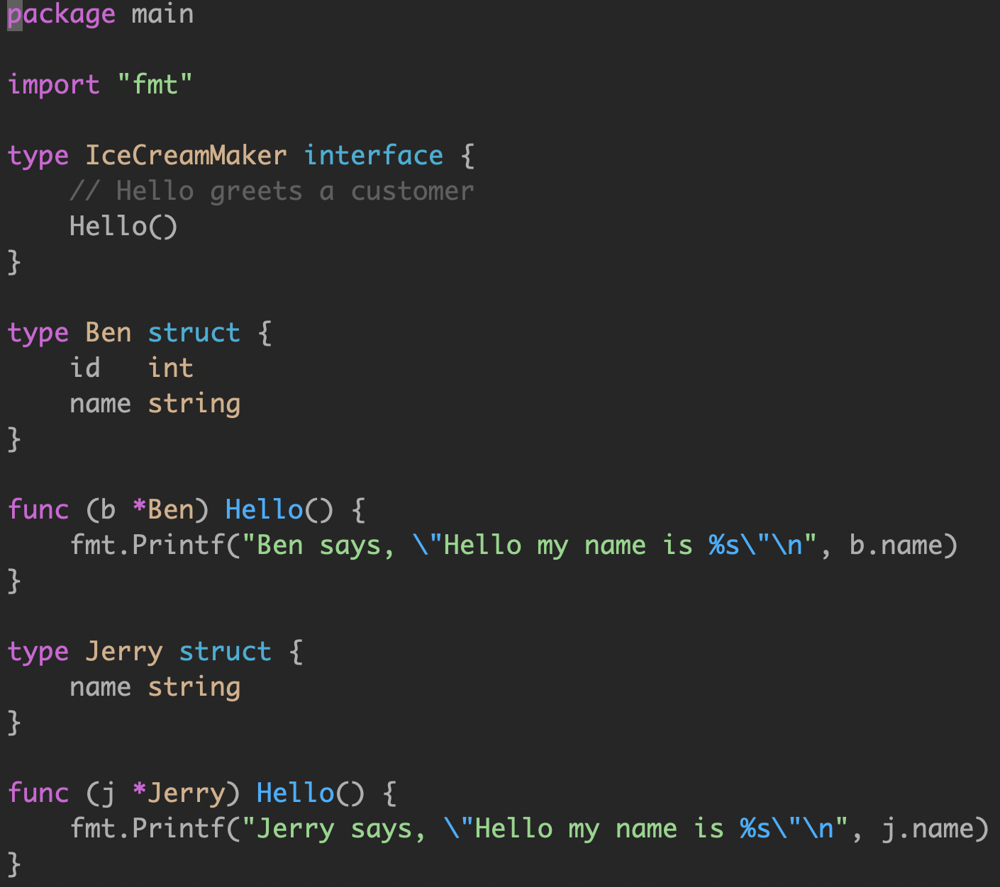 package main

import "fmt"

type IceCreamMaker interface {
    // Hello greets a customer
    Hello()
}

type Ben struct {
    id   int
    name string
}

func (b *Ben) Hello() {
    fmt.Printf("Ben says, \"Hello my name is %s\"\n", b.name)
}

type Jerry struct {
    name string
}

func (j *Jerry) Hello() {
    fmt.Printf("Jerry says, \"Hello my name is %s\"\n", j.name)
}